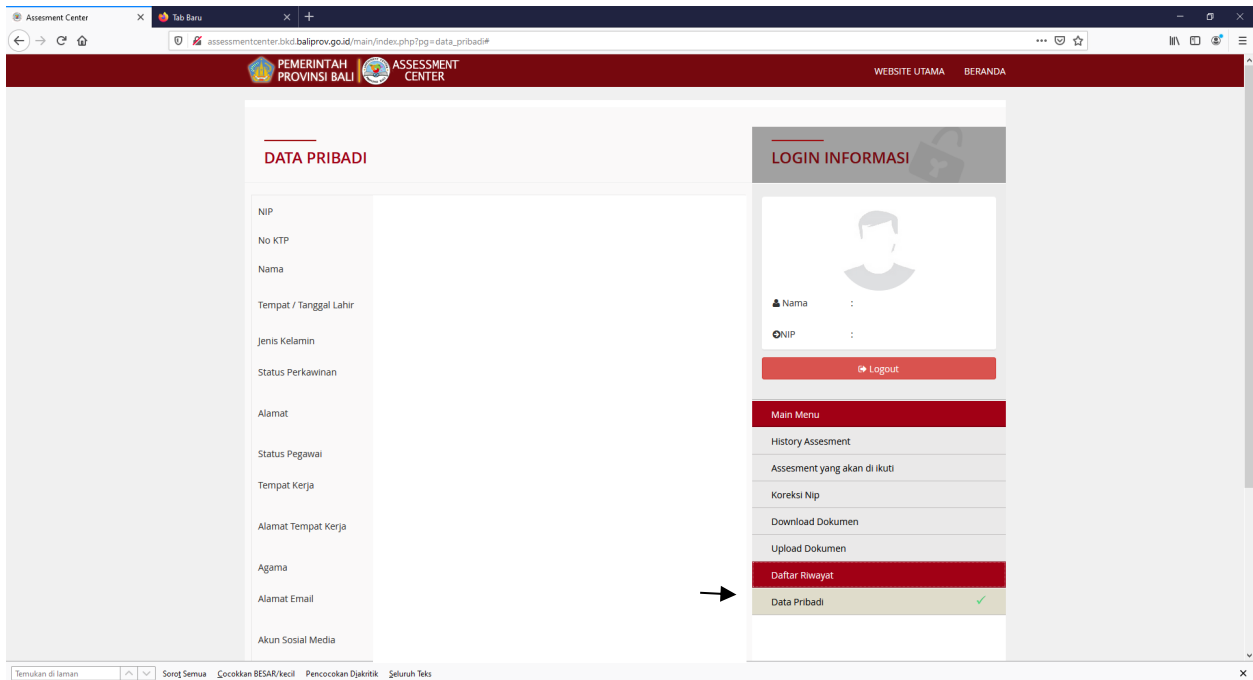 Assesment Center
Tab Baru
assessmentcenter.bkd.baliprov.go.id/main/index.php?pg=data_pribadi#
PEMERINTAH
PROVINSI BALI
ASSESSMENT
CENTER
WEBSITE UTAMA
BERANDA
DATA PRIBADI
NIP
No KTP
Nama
Tempat / Tanggal Lahir
Jenis Kelamin
Status Perkawinan
Alamat
Status Pegawai
Tempat Kerja
Alamat Tempat Kerja
Agama
Alamat Email
Akun Sosial Media
LOGIN INFORMASI
Nama :
NIP :
Logout
Main Menu
History Assesment
Assesment yang akan di ikuti
Koreksi Nip
Download Dokumen
Upload Dokumen
Daftar Riwayat
Data Pribadi
Temukan di laman
Sorot Semua
Cocokkan BESAR/kecil
Pencocokan Djakritik
Seluruh Teks